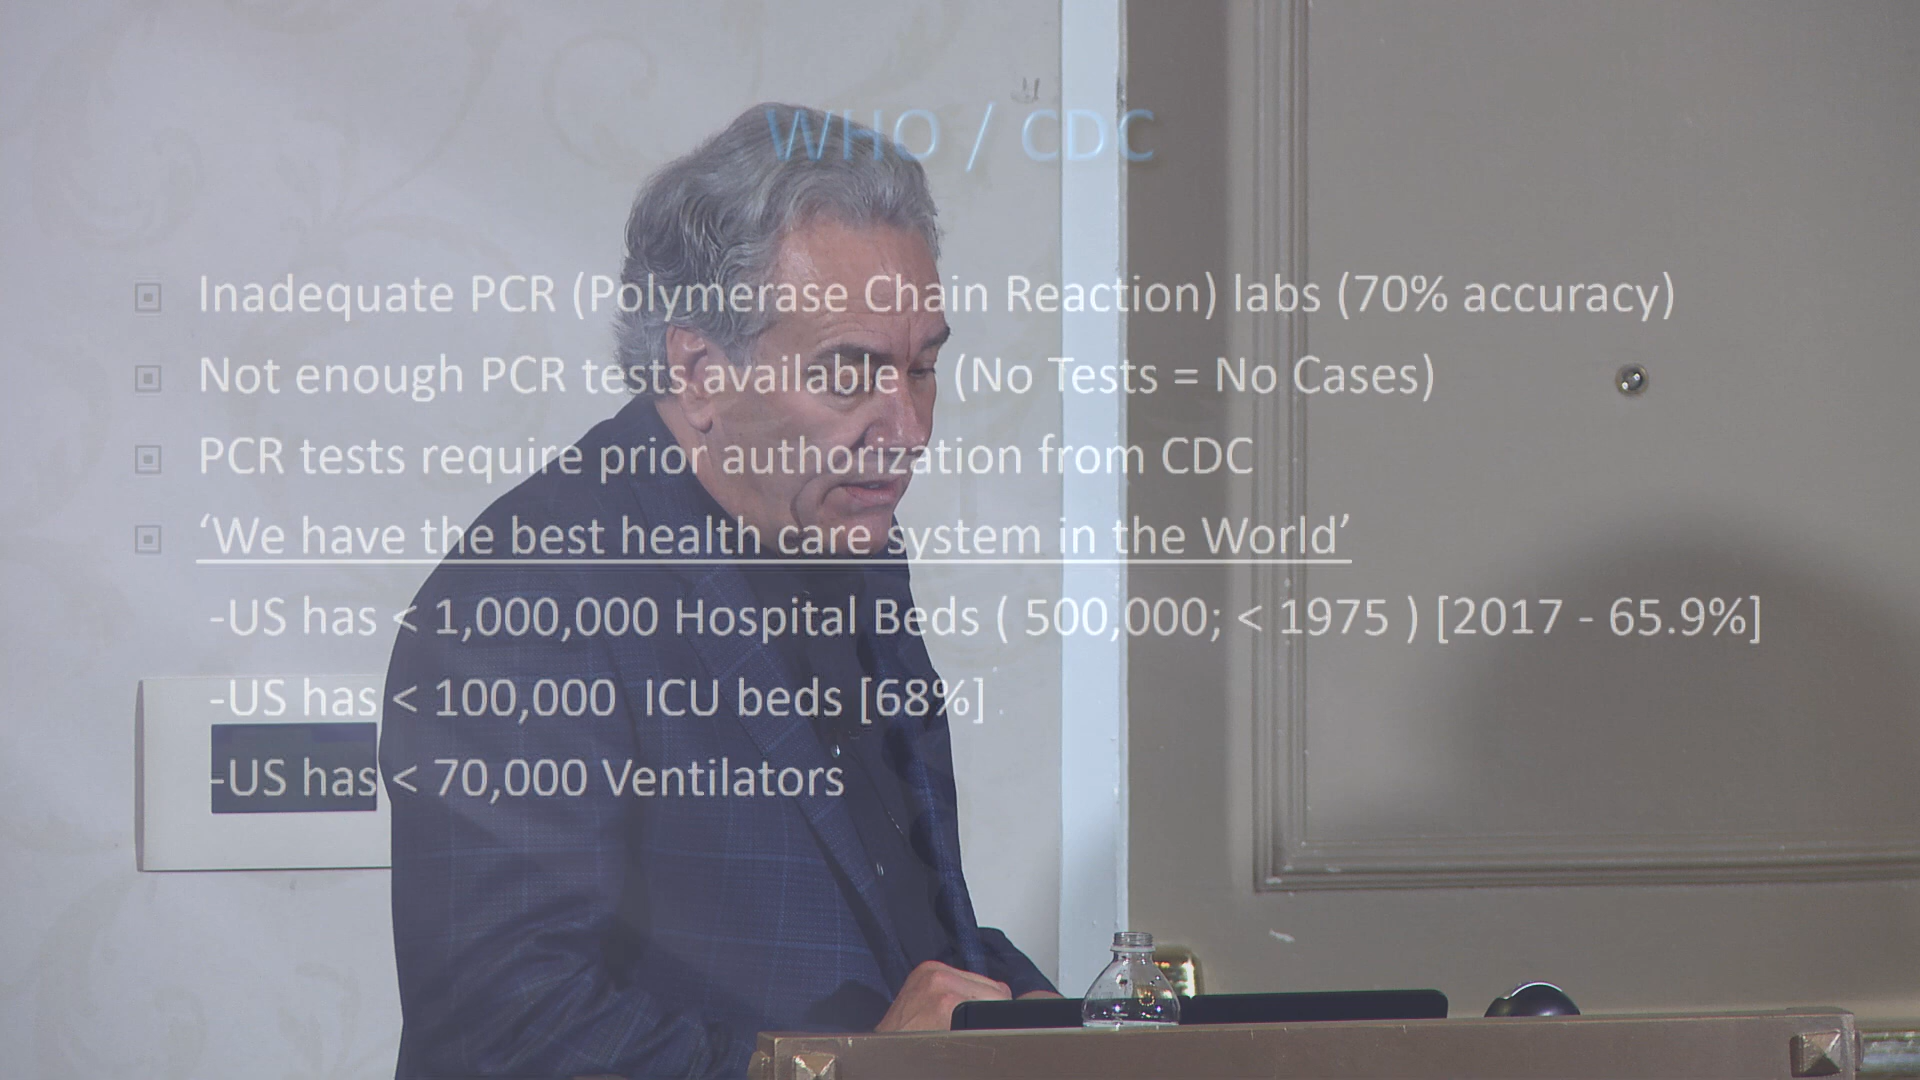 WHO / CDC
Inadequate PCR (Polymerase Chain Reaction) labs (70% accuracy)
Not enough PCR tests available   (No Tests = No Cases)
PCR tests require prior authorization from CDC
‘We have the best health care system in the World’
-US has < 1,000,000 Hospital Beds ( 500,000; < 1975 ) [2017 - 65.9%]
-US has < 100,000  ICU beds [68%]
-US has < 70,000 Ventilators